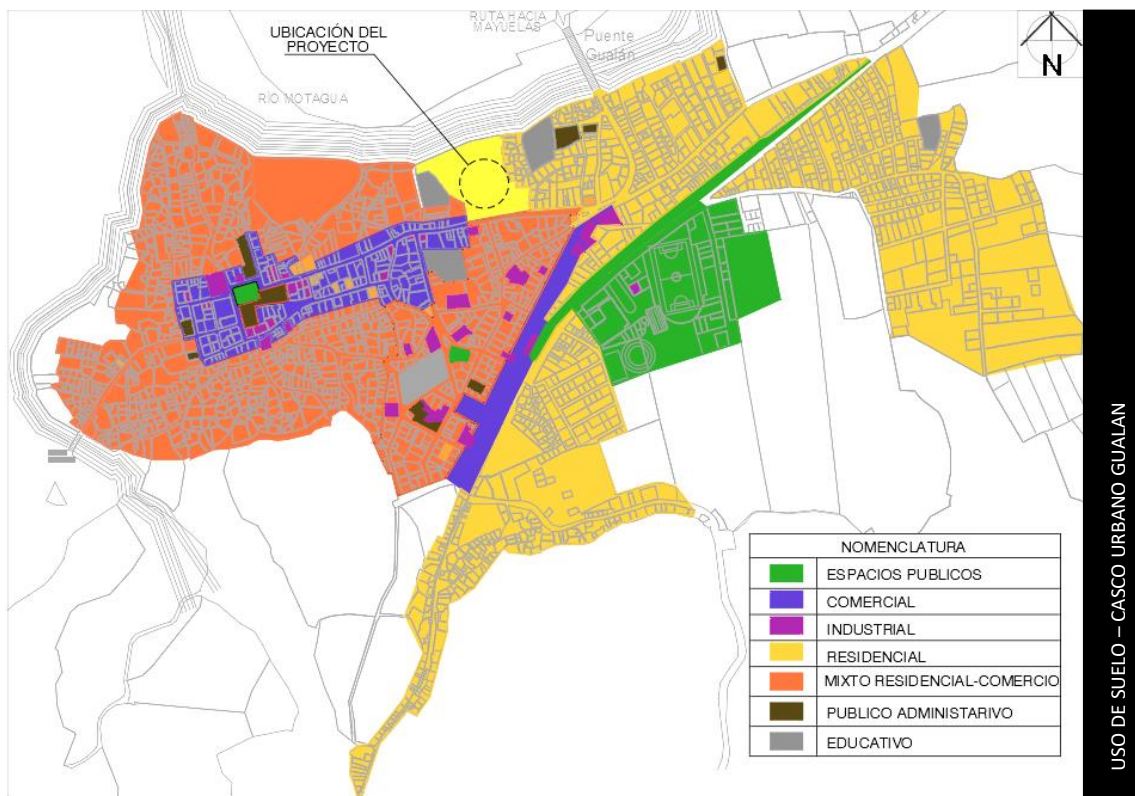 RUTA HACIA
MAYUELAS
UBICACIÓN DEL
PROYECTO
Puente
Gualán
N
RÍO MOTAGUA
NOMENCLATURA
ESPACIOS PUBLICOS
COMERCIAL
INDUSTRIAL
RESIDENCIAL
MIXTO RESIDENCIAL-COMERCIO
PUBLICO ADMINISTARIVO
EDUCATIVO
USO DE SUELO – CASCO URBANO GUALAN